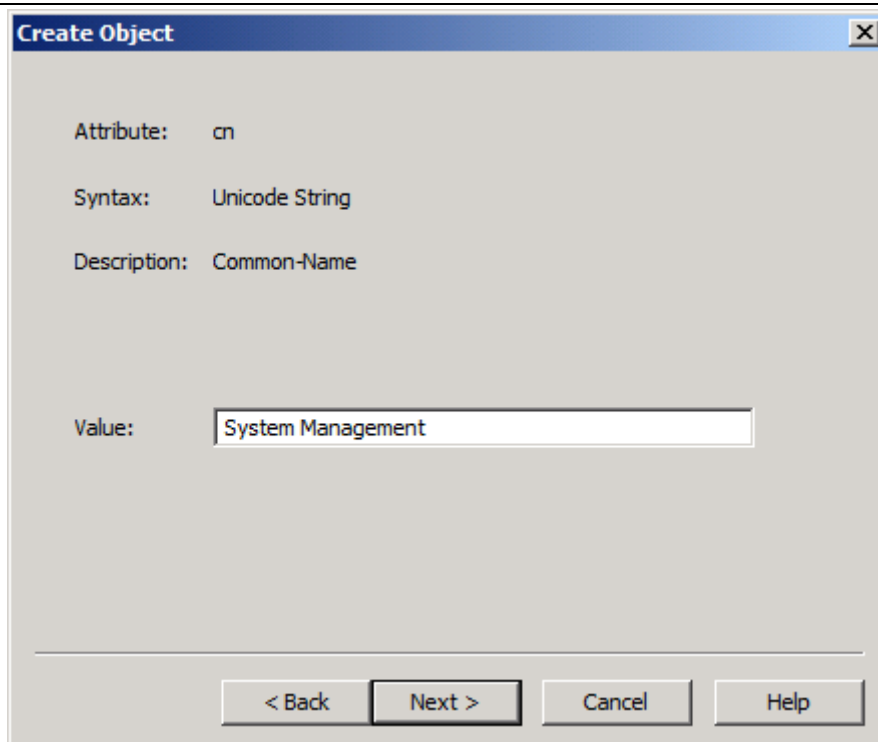 Create Object
Attribute: cn
Syntax: Unicode String
Description: Common-Name
Value: System Management
< Back Next > Cancel Help